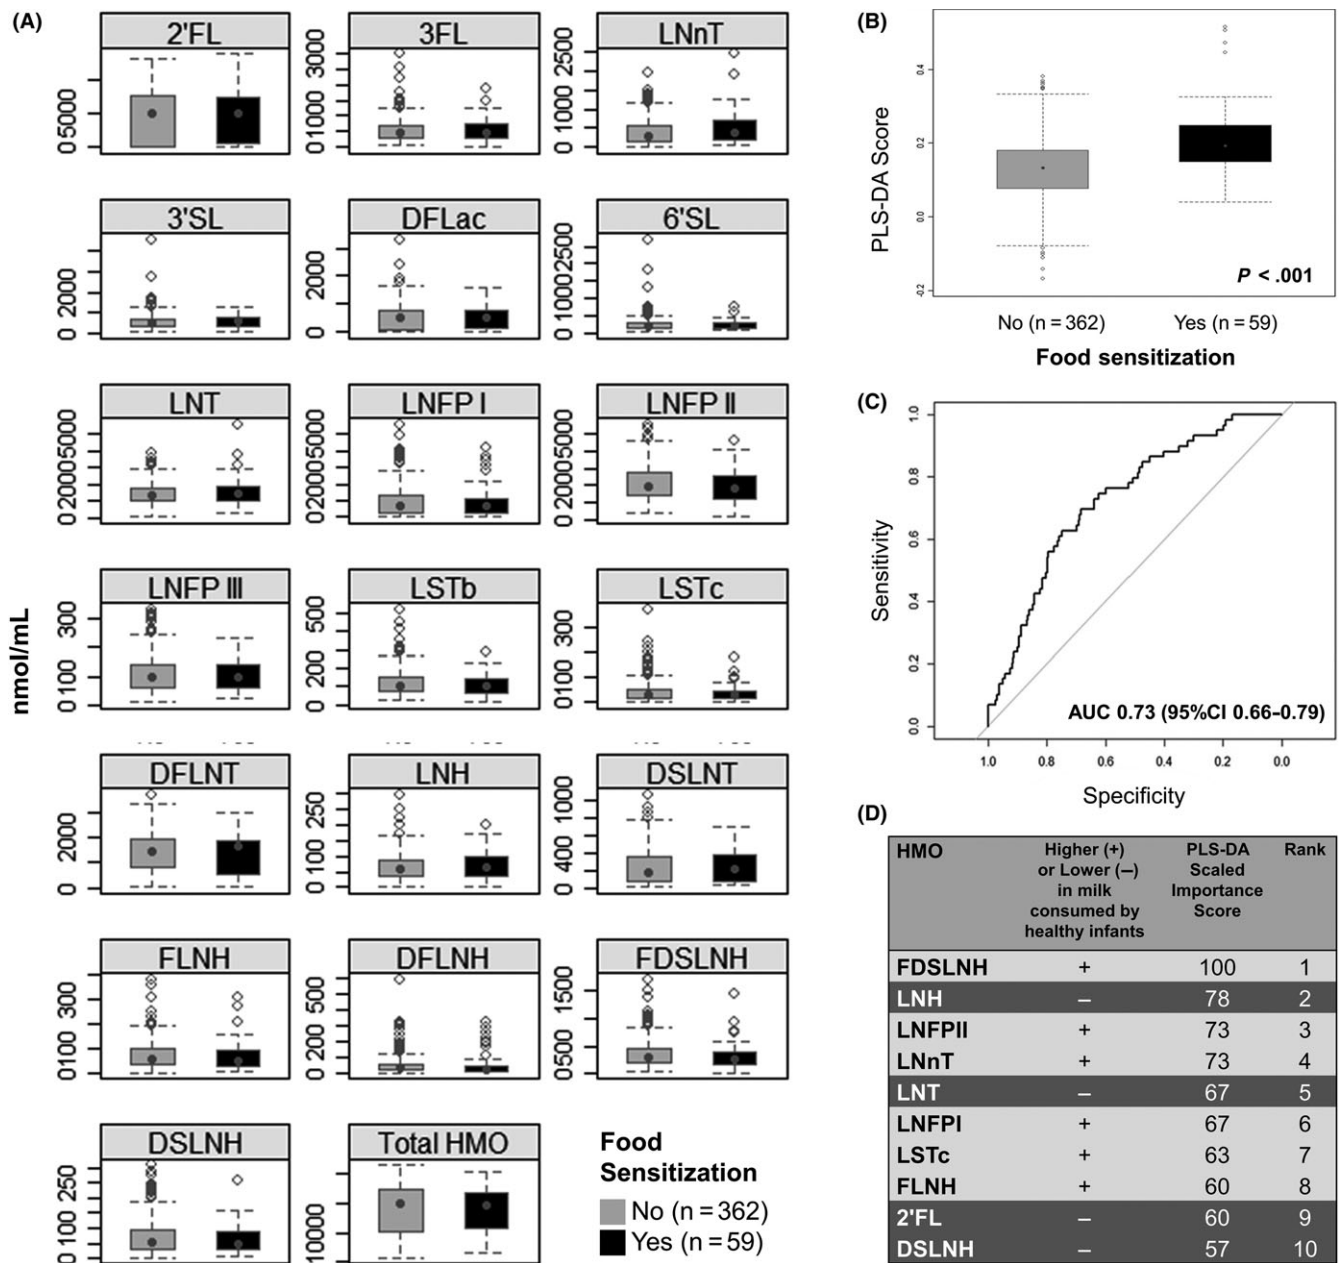 (A)
2'FL
3FL
LNnT
0 5000
0 1000 3000
0 1000 2500
3'SL
DFLac
6'SL
0 2000
0 2000
0 1000 2500
LNT
LNFP I
LNFP II
0 2000 5000
0 2000 5000
0 2000 5000
LNFP III
LSTb
LSTc
0 100 300
0 200 500
0 100 300
DFLNT
LNH
DSLNT
0 2000
0 100 250
0 400 1000
FLNH
DFLNH
FDSLNH
0 100 300
0 200 500
0 500 1500
DSLNH
Total HMO
0 100 250
10000
nmol/mL
Food
Sensitization
No (n = 362)
Yes (n = 59)
(B)
PLS-DA Score
0.4
0.2
0.0
-0.2
P < .001
No (n = 362) Yes (n = 59)
Food sensitization
(C)
Sensitivity
1.0
0.8
0.6
0.4
0.2
0.0
AUC 0.73 (95%CI 0.66–0.79)
1.0 0.8 0.6 0.4 0.2 0.0
Specificity
(D)
HMO Higher (+) PLS-DA Rank
or Lower (–) Scaled
in milk Importance
consumed by Score
healthy infants
FDSLNH + 100 1
LNH – 78 2
LNFPII + 73 3
LNnT + 73 4
LNT – 67 5
LNFPI + 67 6
LSTc + 63 7
FLNH + 60 8
2'FL – 60 9
DSLNH – 57 10